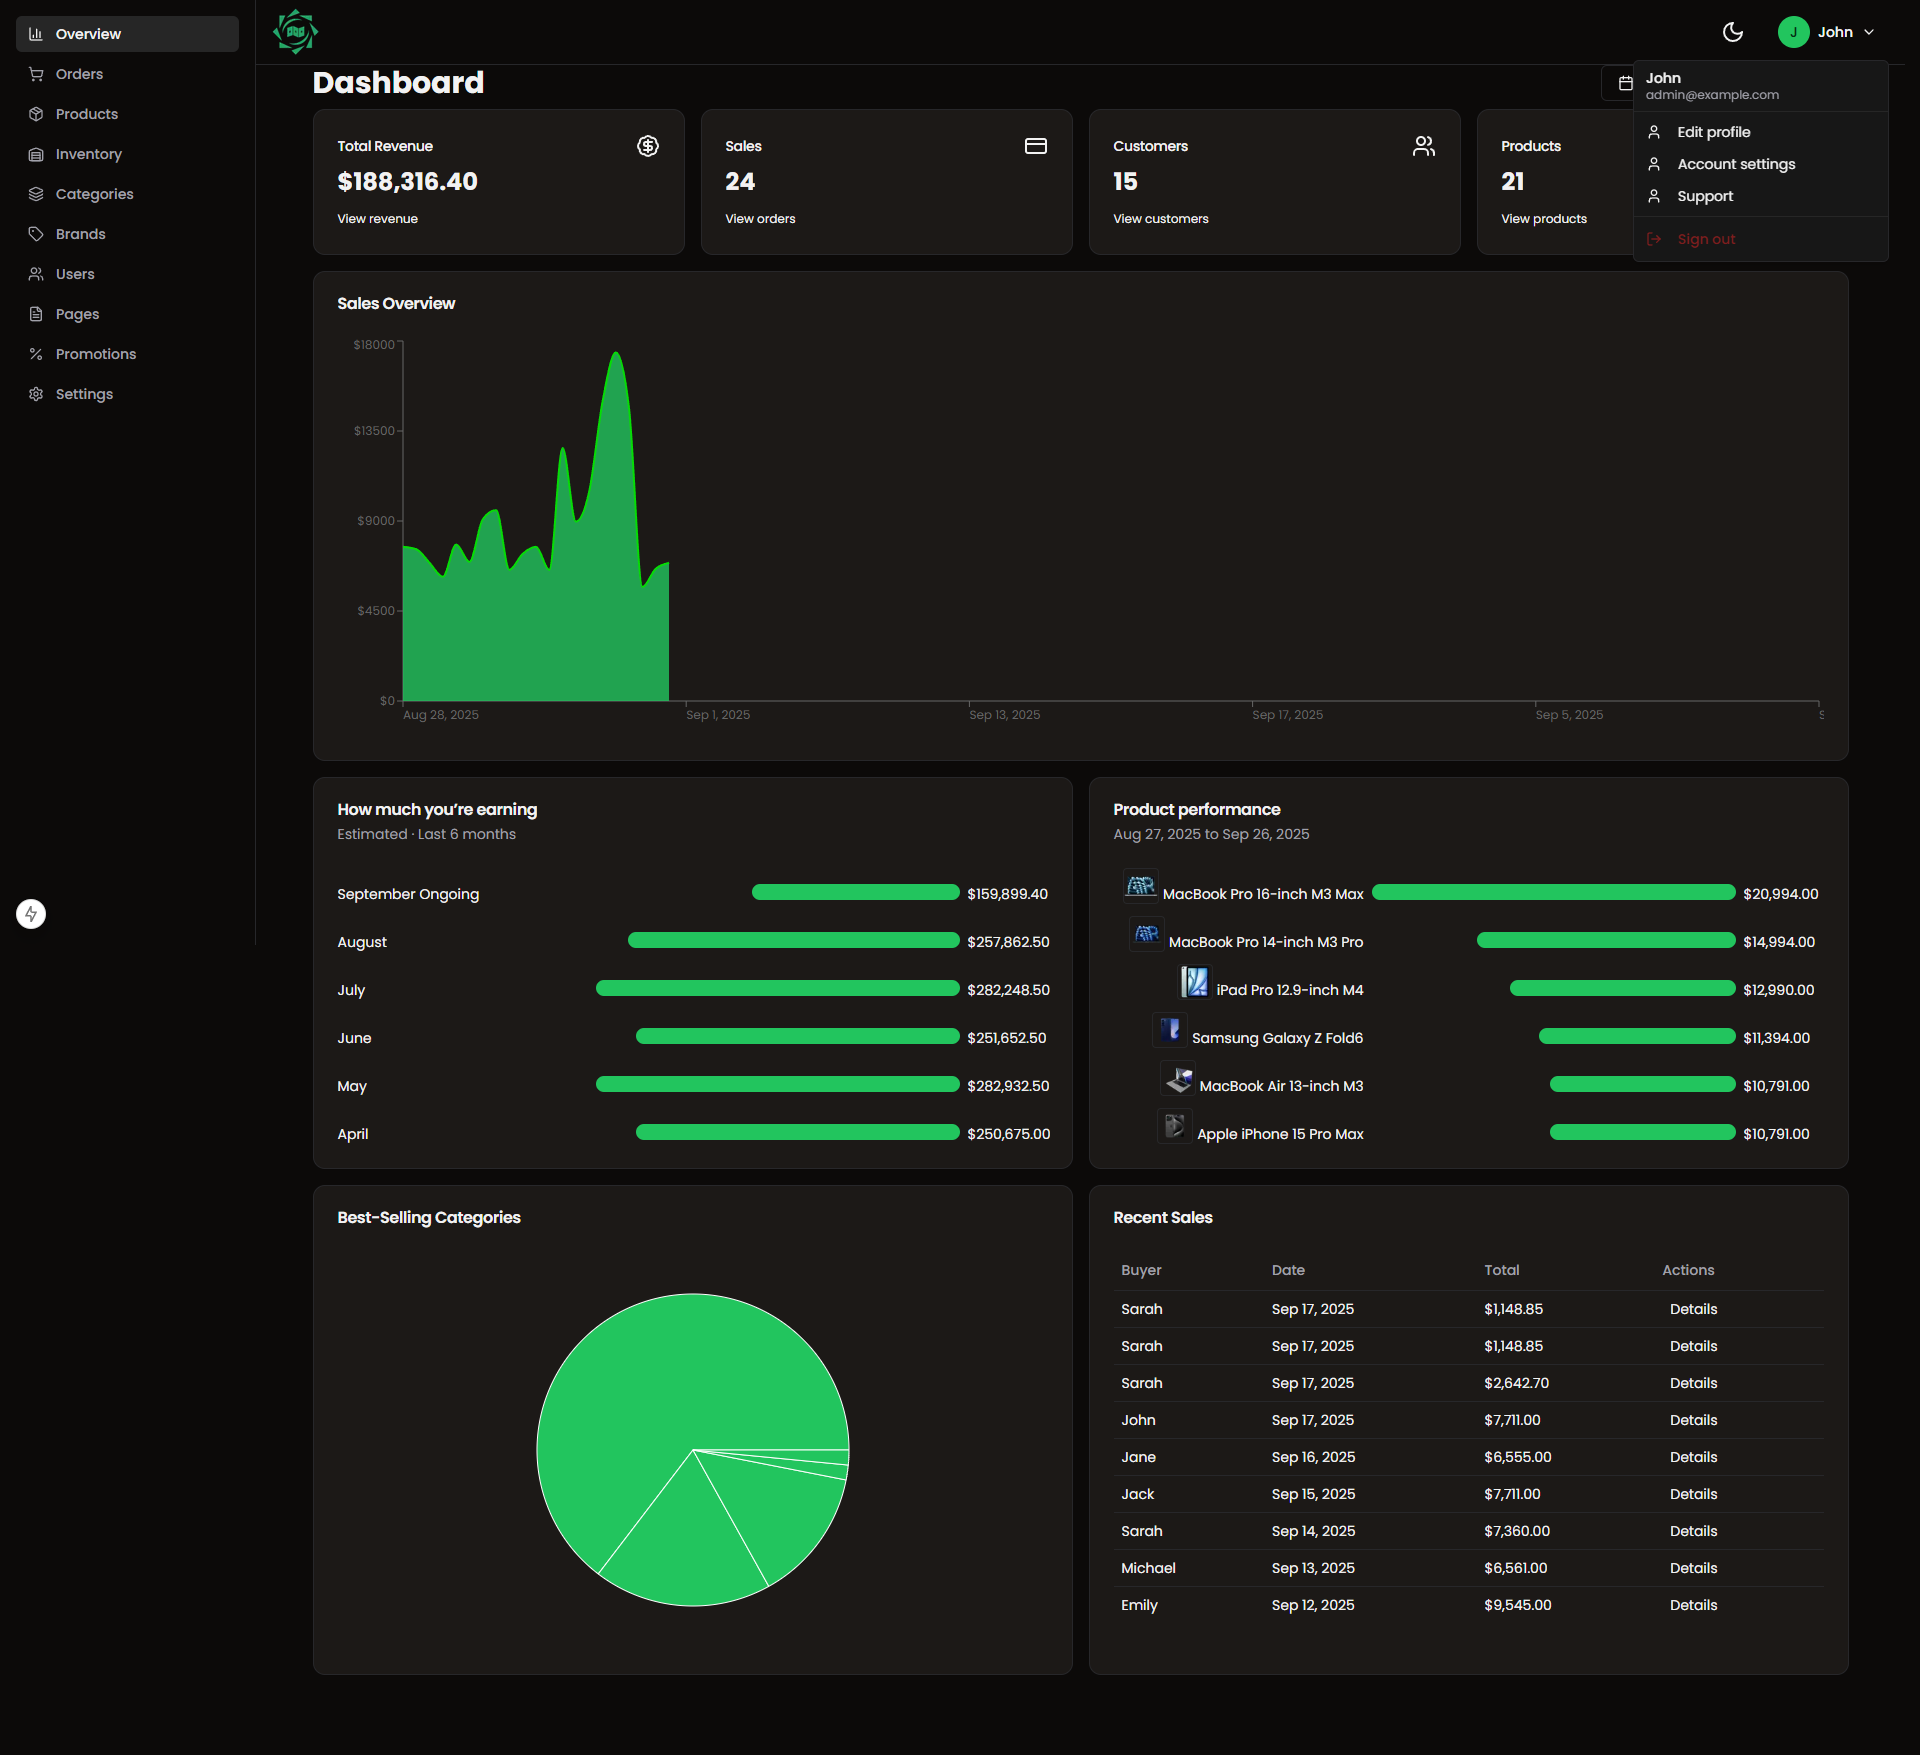 Overview
Orders
Products
Inventory
Categories
Brands
Users
Pages
Promotions
Settings
J John
John
admin@example.com
Edit profile
Account settings
Support
Sign out
Dashboard
Total Revenue
$188,316.40
View revenue
Sales
24
View orders
Customers
15
View customers
Products
21
View products
Sales Overview
$18000
$13500
$9000
$4500
$0
Aug 28, 2025 Sep 1, 2025 Sep 13, 2025 Sep 17, 2025 Sep 5, 2025
How much you’re earning
Estimated · Last 6 months
September Ongoing $159,899.40
August $257,862.50
July $282,248.50
June $251,652.50
May $282,932.50
April $250,675.00
Product performance
Aug 27, 2025 to Sep 26, 2025
MacBook Pro 16-inch M3 Max $20,994.00
MacBook Pro 14-inch M3 Pro $14,994.00
iPad Pro 12.9-inch M4 $12,990.00
Samsung Galaxy Z Fold6 $11,394.00
MacBook Air 13-inch M3 $10,791.00
Apple iPhone 15 Pro Max $10,791.00
Best-Selling Categories
Recent Sales
Buyer Date Total Actions
Sarah Sep 17, 2025 $1,148.85 Details
Sarah Sep 17, 2025 $1,148.85 Details
Sarah Sep 17, 2025 $2,642.70 Details
John Sep 17, 2025 $7,711.00 Details
Jane Sep 16, 2025 $6,555.00 Details
Jack Sep 15, 2025 $7,711.00 Details
Sarah Sep 14, 2025 $7,360.00 Details
Michael Sep 13, 2025 $6,561.00 Details
Emily Sep 12, 2025 $9,545.00 Details